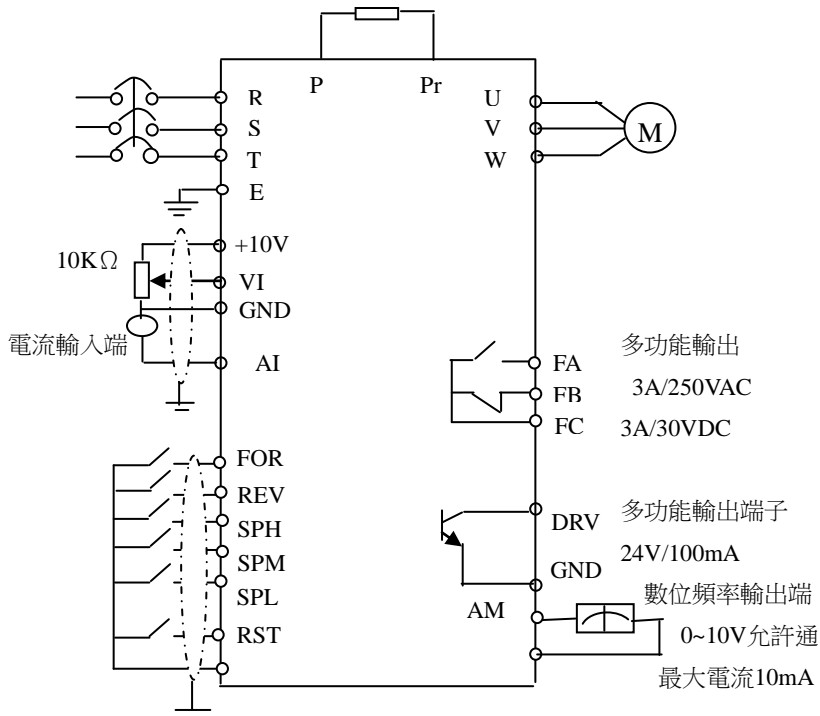 P
Pr
R
S
T
E
U
V
W
M
+10V
10KΩ
VI
GND
電流輸入端
AI
FA
多功能輸出
FB
3A/250VAC
FC
3A/30VDC
FOR
REV
SPH
SPM
SPL
RST
DRV
多功能輸出端子
24V/100mA
GND
AM
數位頻率輸出端
0~10V允許通
最大電流10mA